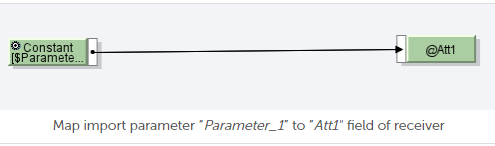 Constant
[$Paramete...
@Att1
Map import parameter "Parameter_1" to "Att1" field of receiver